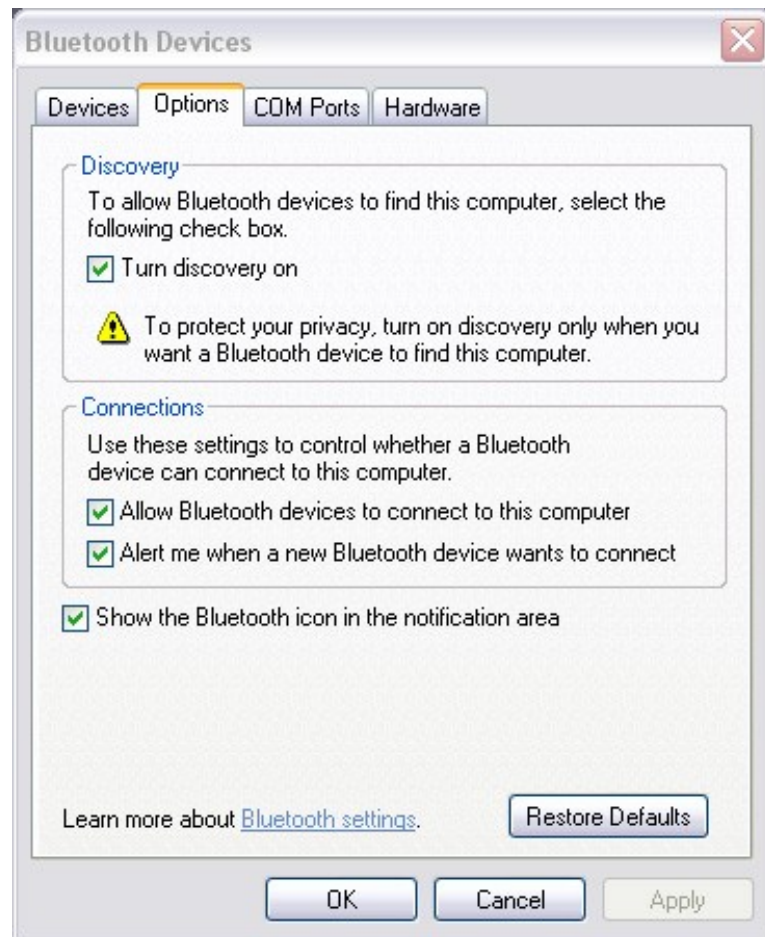 Bluetooth Devices
Devices Options COM Ports Hardware
Discovery
To allow Bluetooth devices to find this computer, select the
following check box.
Turn discovery on
To protect your privacy, turn on discovery only when you
want a Bluetooth device to find this computer.
Connections
Use these settings to control whether a Bluetooth
device can connect to this computer.
Allow Bluetooth devices to connect to this computer
Alert me when a new Bluetooth device wants to connect
Show the Bluetooth icon in the notification area
Learn more about Bluetooth settings. Restore Defaults
OK Cancel Apply